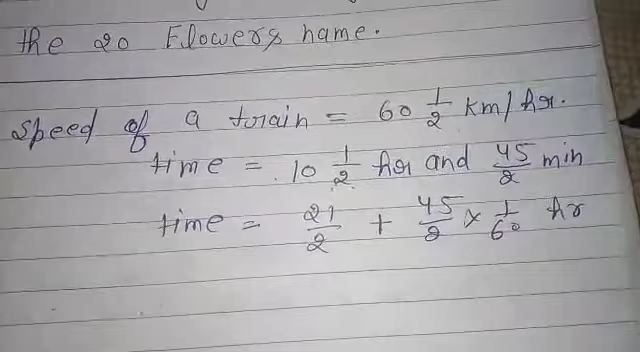 the 20 Flowers name.
Speed of a train = 60 1/2 km/hr.
time = 10 1/2 hr and 45/2 min
time = 21/2 + 45/2 × 1/60 hr